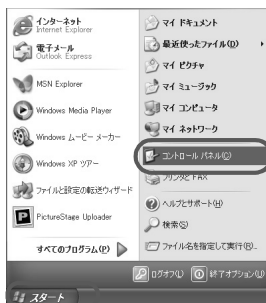 インターネット
Internet Explorer
電子メール
Outlook Express
MSN Explorer
Windows Media Player
Windows ムービー メーカー
Windows XP ツアー
ファイルと設定の転送ウィザード
PictureStage Uploader
すべてのプログラム(P)
マイ ドキュメント
最近使ったファイル(D)
マイ ピクチャ
マイ ミュージック
マイ コンピュータ
マイ ネットワーク
コントロール パネル(C)
プリンタと FAX
ヘルプとサポート(H)
検索(S)
ファイル名を指定して実行(R)...
ログオフ(L)
終了オプション(U)
スタート